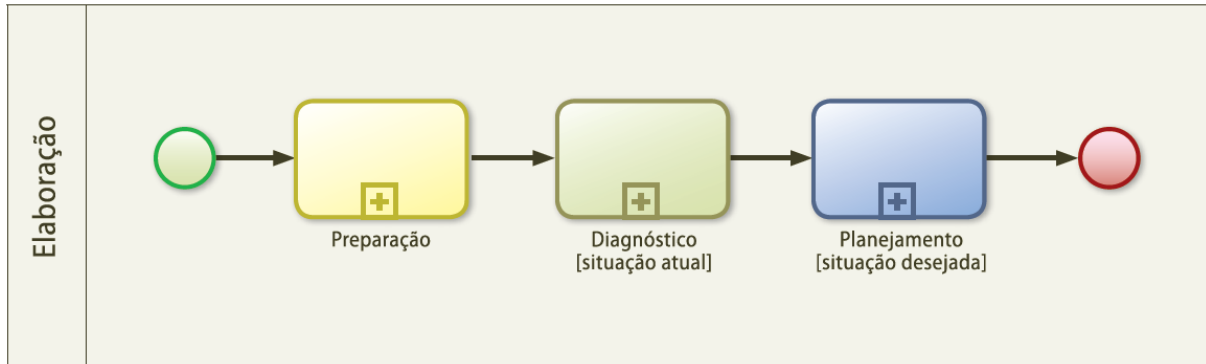 Elaboração
Preparação
Diagnóstico
[situação atual]
Planejamento
[situação desejada]